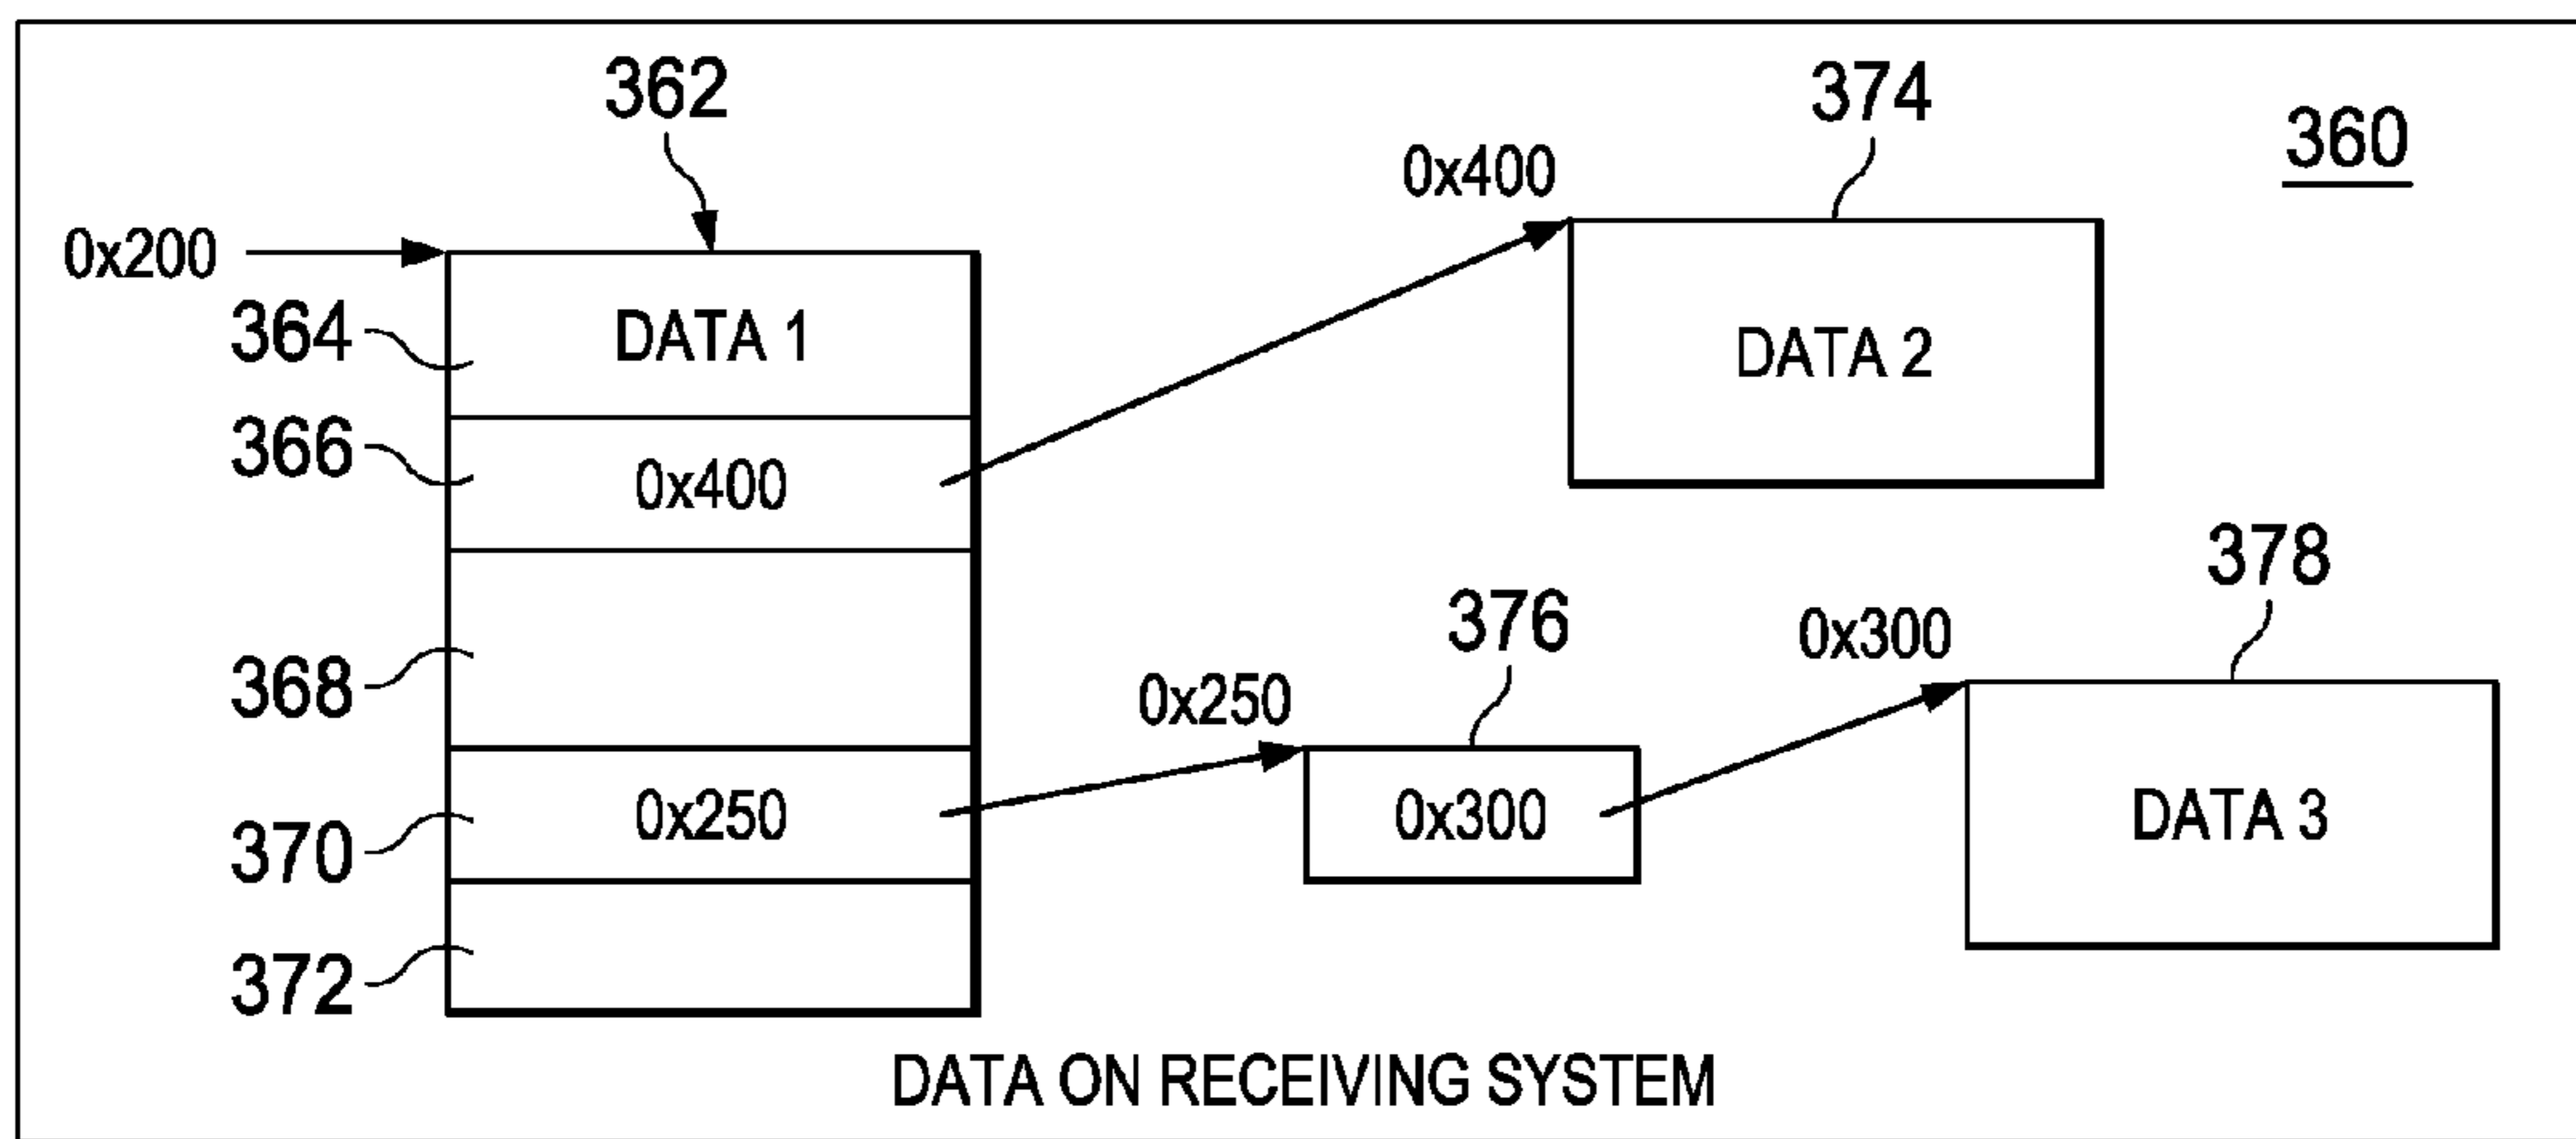 362
374
360
0x400
0x200
364
DATA 1
DATA 2
366
0x400
378
376
0x300
368
0x250
370
0x250
0x300
DATA 3
372
DATA ON RECEIVING SYSTEM